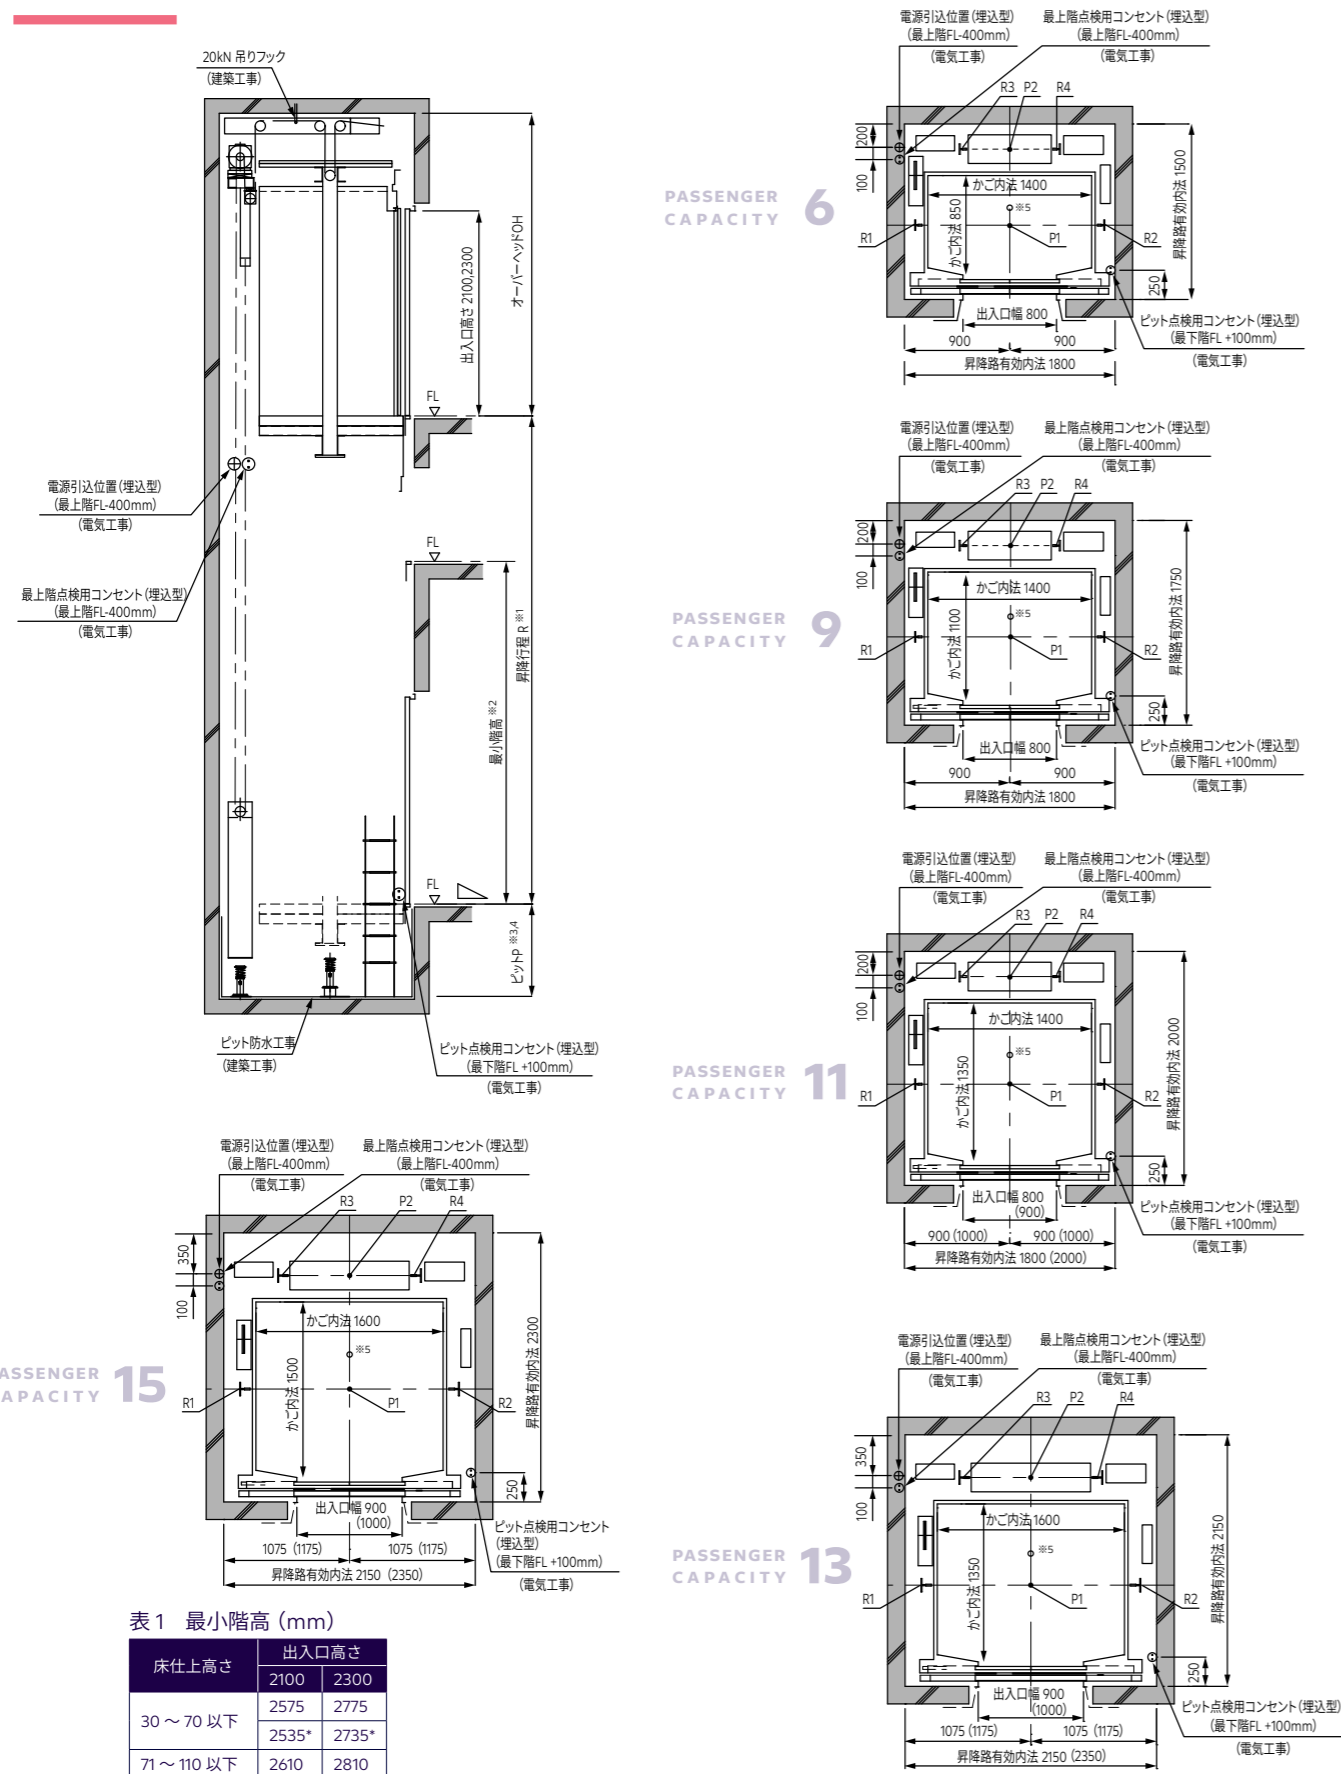 20kN 吊りフック
(建築工事)
オーバーヘッドOH
出入口高さ 2100,2300
FL
電源引込位置(埋込型)
(最上階FL-400mm)
(電気工事)
FL
最上階点検用コンセント(埋込型)
(最上階FL-400mm)
(電気工事)
昇降行程 R ※1
最小階高 ※2
FL
ピットP ※3,4
ピット防水工事
(建築工事)
ピット点検用コンセント(埋込型)
(最下階FL +100mm)
(電気工事)
電源引込位置(埋込型)
(最上階FL-400mm)
(電気工事)
最上階点検用コンセント(埋込型)
(最上階FL-400mm)
(電気工事)
R3 P2 R4
200
100
かご内法 1400
かご内法 850
※5
R1
P1
R2
昇降路有効内法 1500
250
出入口幅 800
900
900
昇降路有効内法 1800
ピット点検用コンセント(埋込型)
(最下階FL +100mm)
(電気工事)
PASSENGER
CAPACITY 6
電源引込位置(埋込型)
(最上階FL-400mm)
(電気工事)
最上階点検用コンセント(埋込型)
(最上階FL-400mm)
(電気工事)
R3 P2 R4
200
100
かご内法 1400
かご内法 1100
※5
R1
P1
R2
昇降路有効内法 1750
250
出入口幅 800
900
900
昇降路有効内法 1800
ピット点検用コンセント(埋込型)
(最下階FL +100mm)
(電気工事)
PASSENGER
CAPACITY 9
電源引込位置(埋込型)
(最上階FL-400mm)
(電気工事)
最上階点検用コンセント(埋込型)
(最上階FL-400mm)
(電気工事)
R3 P2 R4
200
100
かご内法 1400
かご内法 1350
※5
R1
P1
R2
昇降路有効内法 2000
250
出入口幅 800
(900)
900 (1000)
900 (1000)
昇降路有効内法 1800 (2000)
ピット点検用コンセント(埋込型)
(最下階FL +100mm)
(電気工事)
PASSENGER
CAPACITY 11
電源引込位置(埋込型)
(最上階FL-400mm)
(電気工事)
最上階点検用コンセント(埋込型)
(最上階FL-400mm)
(電気工事)
R3 P2 R4
350
100
かご内法 1600
かご内法 1350
※5
R1
P1
R2
昇降路有効内法 2150
250
出入口幅 900
(1000)
1075 (1175)
1075 (1175)
昇降路有効内法 2150 (2350)
ピット点検用コンセント(埋込型)
(最下階FL +100mm)
(電気工事)
PASSENGER
CAPACITY 13
電源引込位置(埋込型)
(最上階FL-400mm)
(電気工事)
最上階点検用コンセント(埋込型)
(最上階FL-400mm)
(電気工事)
R3 P2 R4
350
100
かご内法 1600
かご内法 1500
※5
R1
P1
R2
昇降路有効内法 2300
250
出入口幅 900
(1000)
1075 (1175)
1075 (1175)
昇降路有効内法 2150 (2350)
ピット点検用コンセント
(埋込型)
(最下階FL +100mm)
(電気工事)
ASSENGER
APACITY 15
表1 最小階高 (mm)
床仕上高さ 出入口高さ
2100 2300
30 ～ 70 以下 2575 2775
2535* 2735*
71 ～ 110 以下 2610 2810